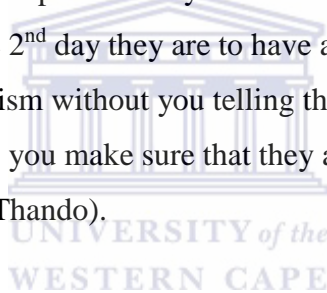 2nd day they are to have a
ism without you telling th
you make sure that they a
Thando).
UNIVERSITY of the
WESTERN CAPE